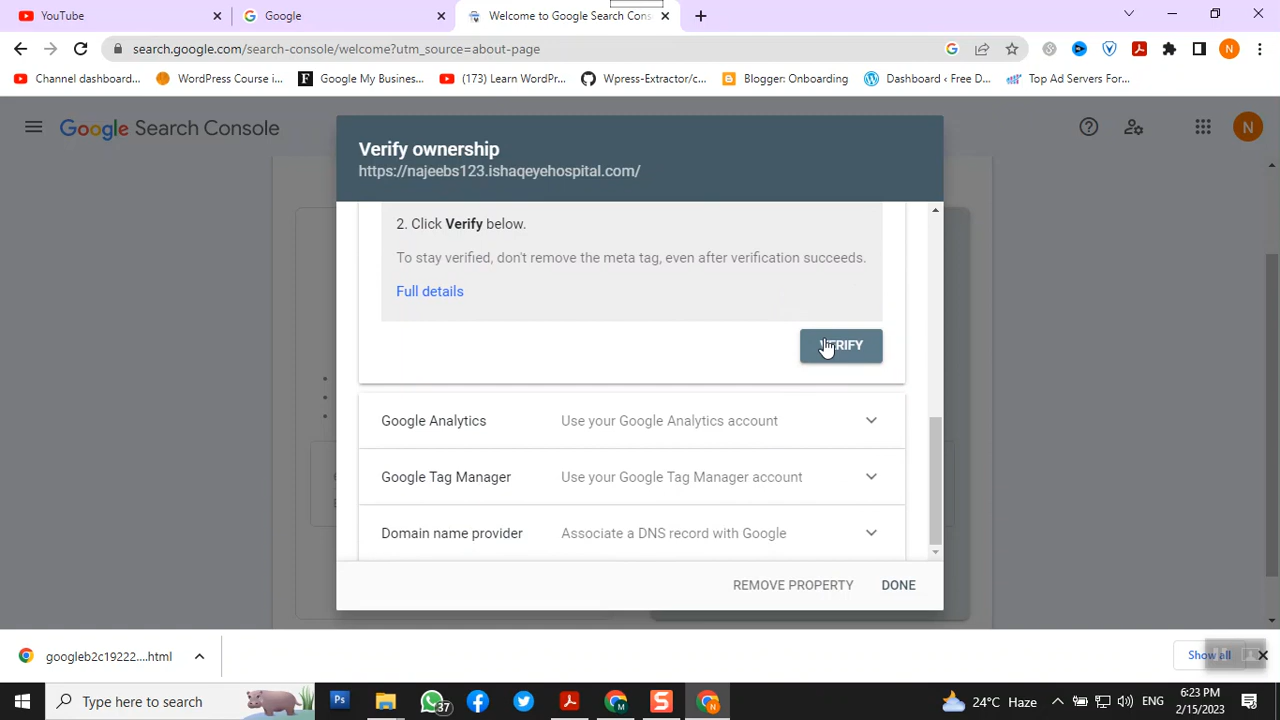 YouTube
Google
Welcome to Google Search Cons
search.google.com/search-console/welcome?utm_source=about-page
Channel dashboard...
WordPress Course i...
Google My Busines...
(173) Learn WordPr...
Wpress-Extractor/c...
Blogger: Onboarding
Dashboard ‹ Free D...
Top Ad Servers For...
Google Search Console
N
Verify ownership
https://najeebs123.ishaqeyehospital.com/
2. Click Verify below.
To stay verified, don't remove the meta tag, even after verification succeeds.
Full details
VERIFY
Google Analytics Use your Google Analytics account
Google Tag Manager Use your Google Tag Manager account
Domain name provider Associate a DNS record with Google
REMOVE PROPERTY DONE
googleb2c19222....html
Show all
Type here to search
37
24°C Haze
ENG
6:23 PM
2/15/2023